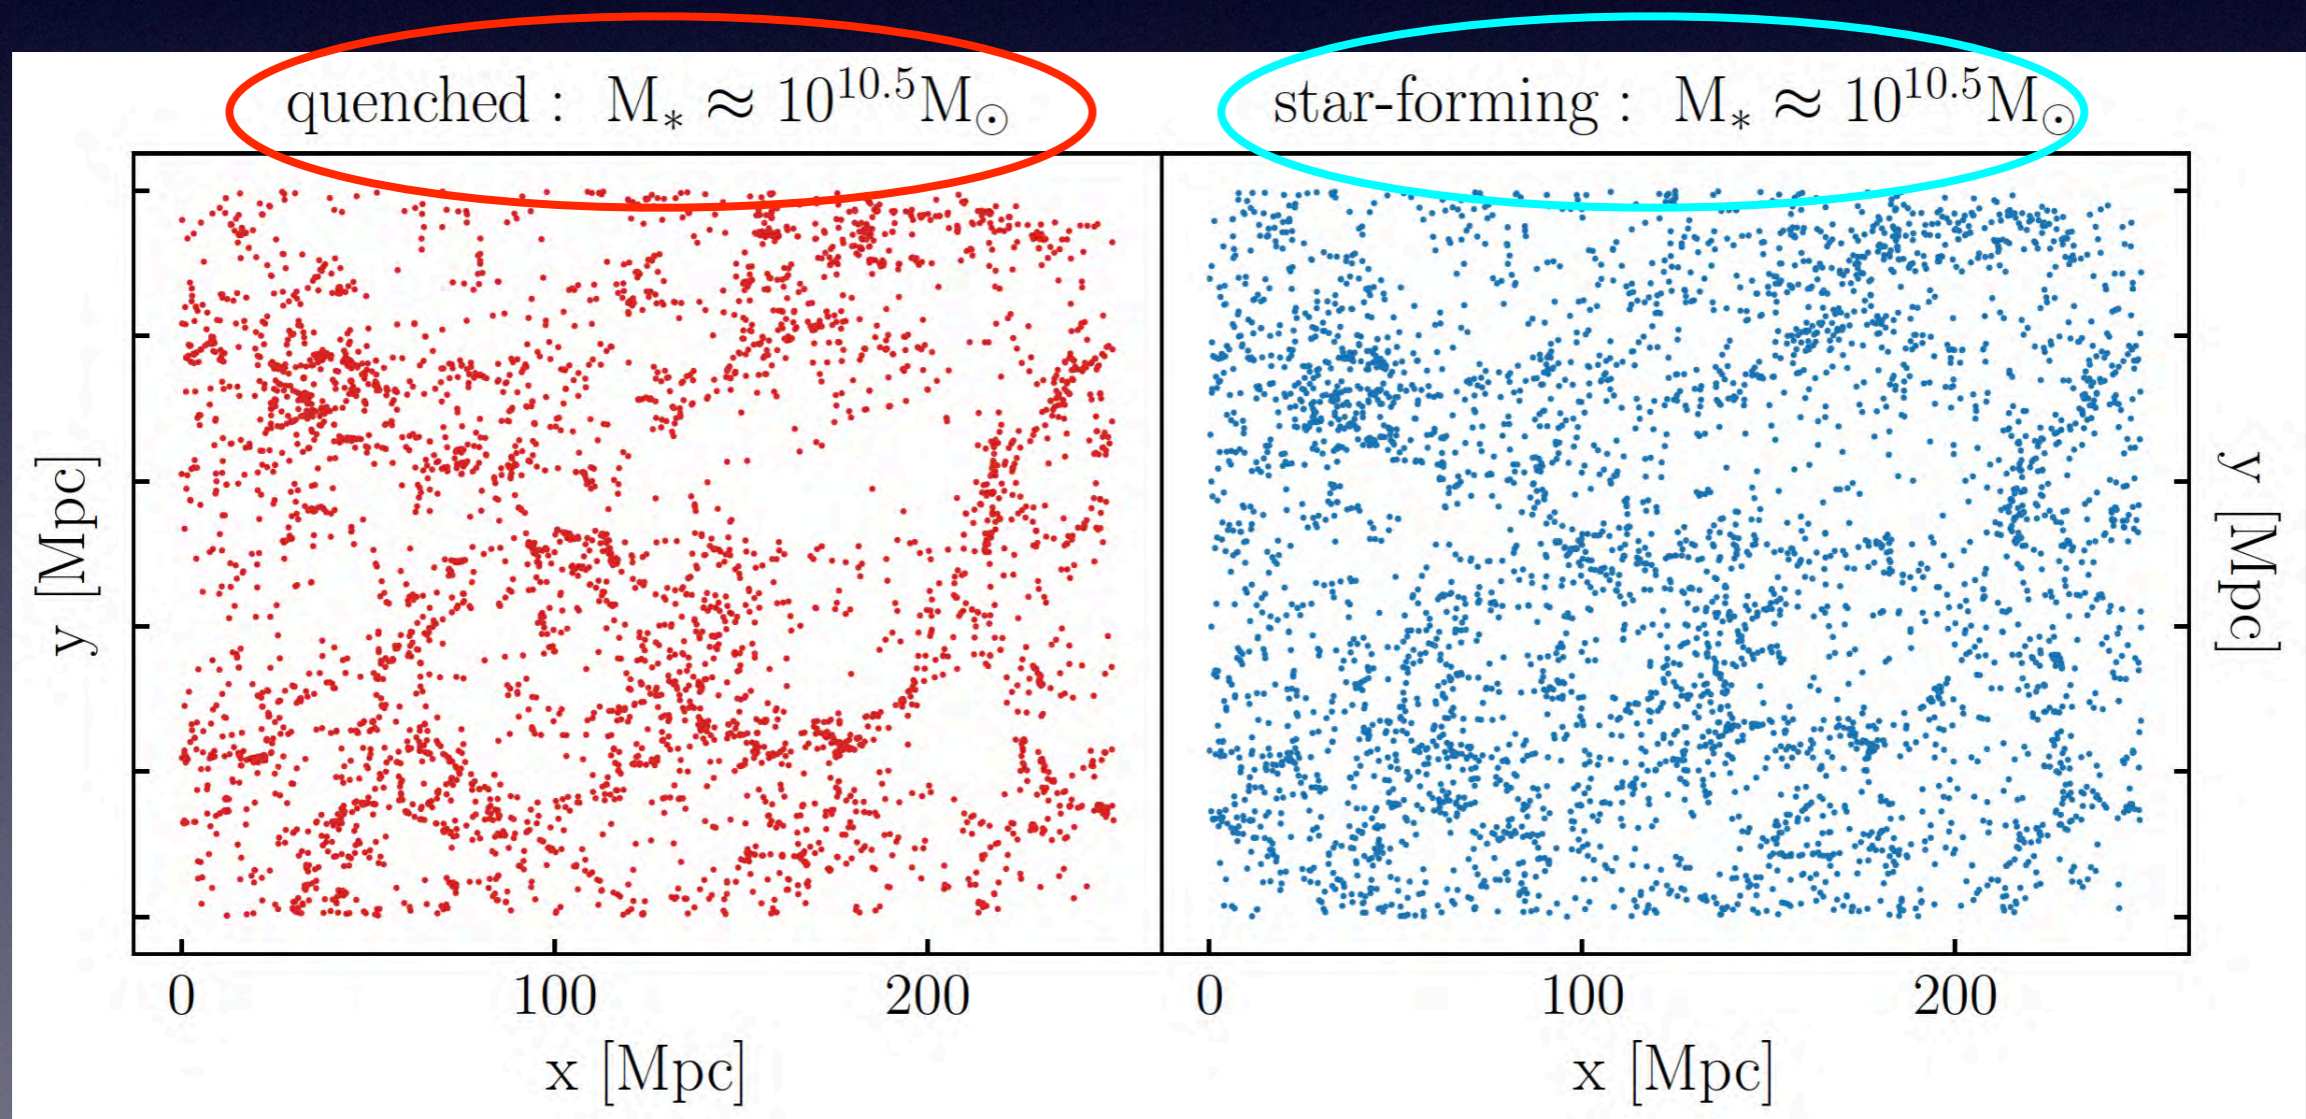 quenched : M∗ ≈ 10^10.5 M⊙
star-forming : M∗ ≈ 10^10.5 M⊙
y [Mpc]
y [Mpc]
0 100 200
0 100 200
x [Mpc]
x [Mpc]